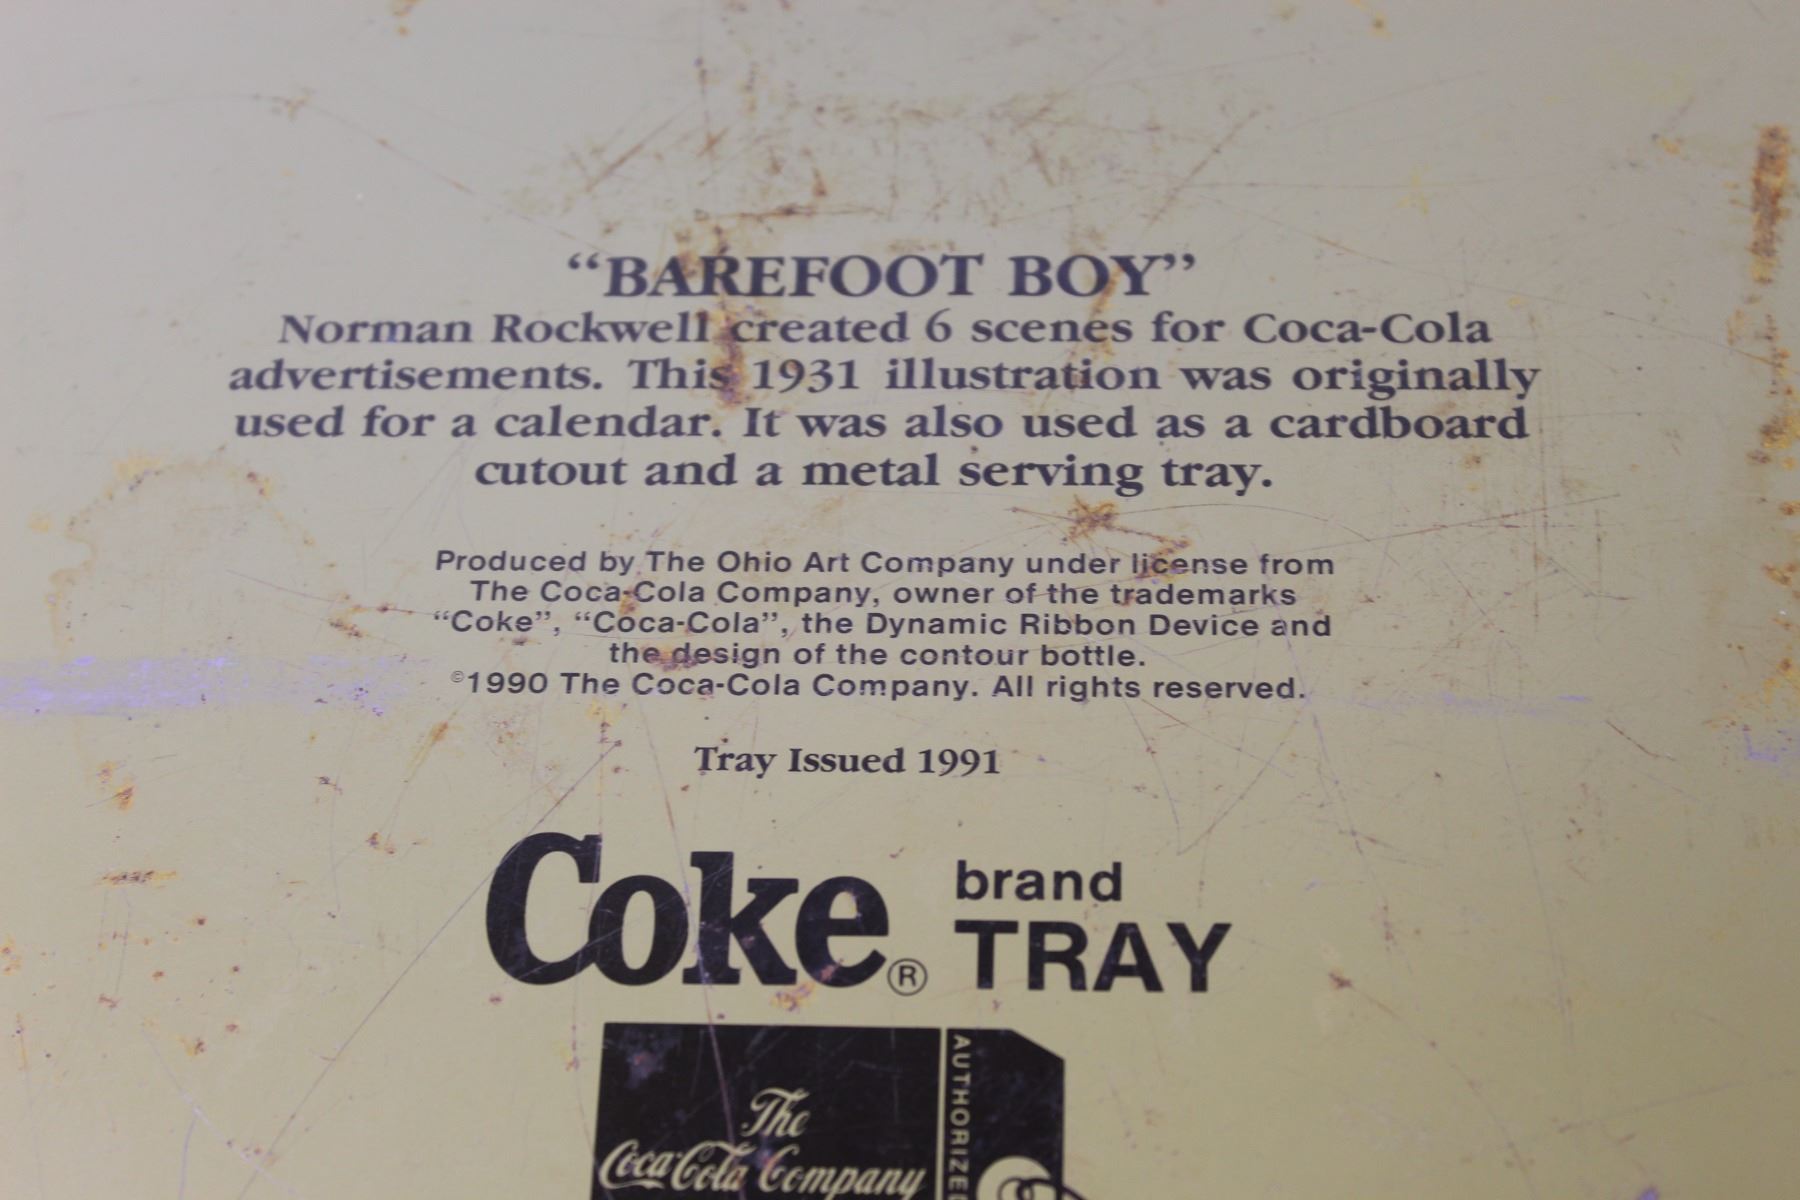 “BAREFOOT BOY”
Norman Rockwell created 6 scenes for Coca-Cola
advertisements. This 1931 illustration was originally
used for a calendar. It was also used as a cardboard
cutout and a metal serving tray.
Produced by The Ohio Art Company under license from
The Coca-Cola Company, owner of the trademarks
“Coke”, “Coca-Cola”, the Dynamic Ribbon Device and
the design of the contour bottle.
©1990 The Coca-Cola Company. All rights reserved.
Tray Issued 1991
Coke® brand
TRAY
The
Coca-Cola Company